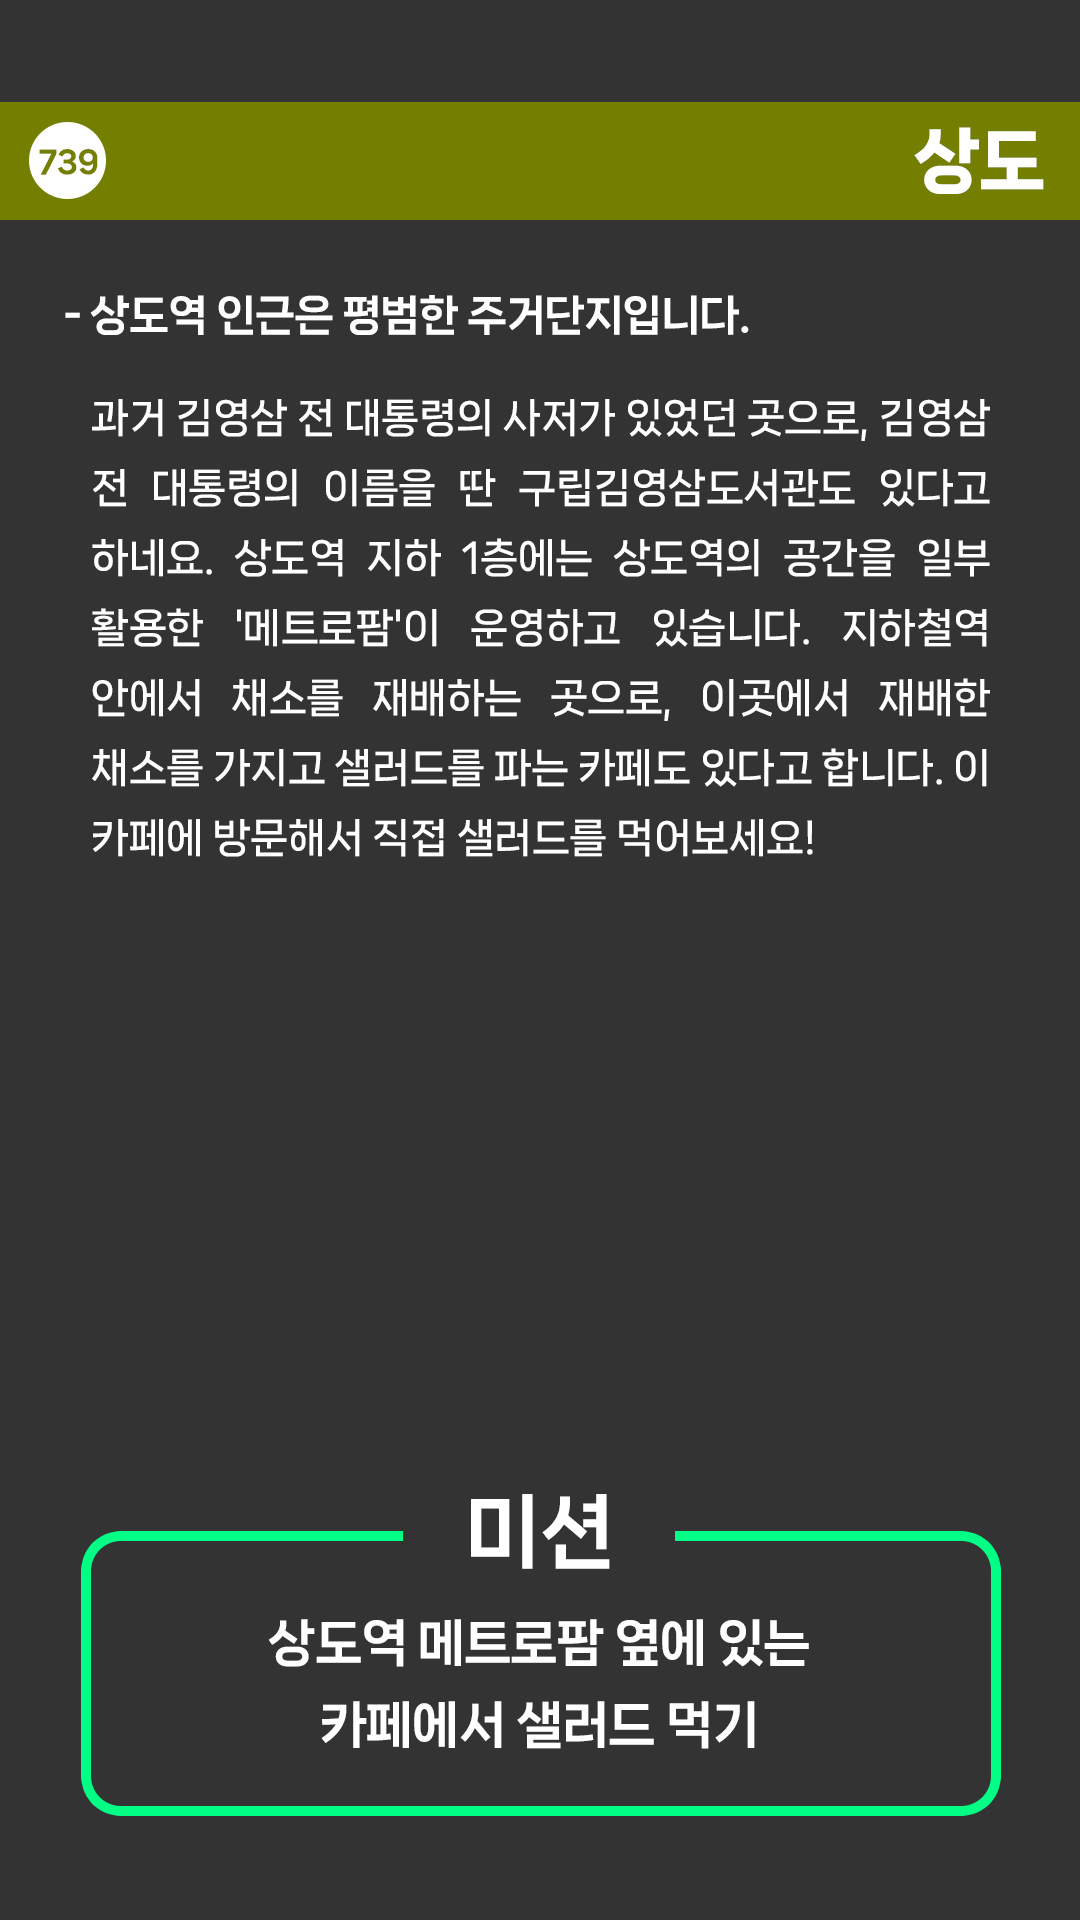 739
상도
- 상도역 인근은 평범한 주거단지입니다.
과거 김영삼 전 대통령의 사저가 있었던 곳으로, 김영삼
전 대통령의 이름을 딴 구립김영삼도서관도 있다고
하네요. 상도역 지하 1층에는 상도역의 공간을 일부
활용한 '메트로팜'이 운영하고 있습니다. 지하철역
안에서 채소를 재배하는 곳으로, 이곳에서 재배한
채소를 가지고 샐러드를 파는 카페도 있다고 합니다. 이
카페에 방문해서 직접 샐러드를 먹어보세요!
미션
상도역 메트로팜 옆에 있는
카페에서 샐러드 먹기